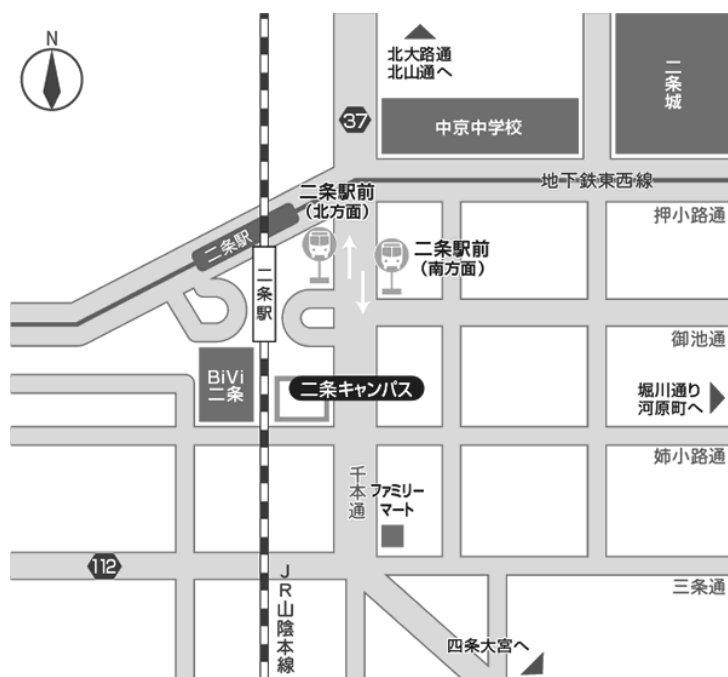 N
北大路通
北山通へ
二条城
37
中京中学校
地下鉄東西線
二条駅前
(北方面)
押小路通
二条駅
二条駅前
(南方面)
二条駅
御池通
BiVi
二条
二条キャンパス
堀川通り
河原町へ
姉小路通
千本通
ファミリー
マート
112
JR山陰本線
三条通
四条大宮へ